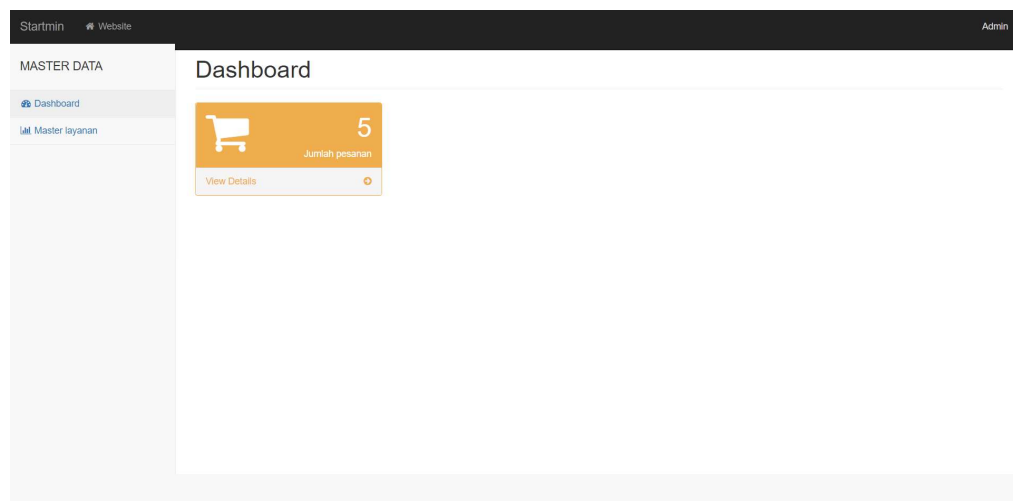 Startmin Website Admin
MASTER DATA
Dashboard
Master layanan
Dashboard
5
Jumlah pesanan
View Details